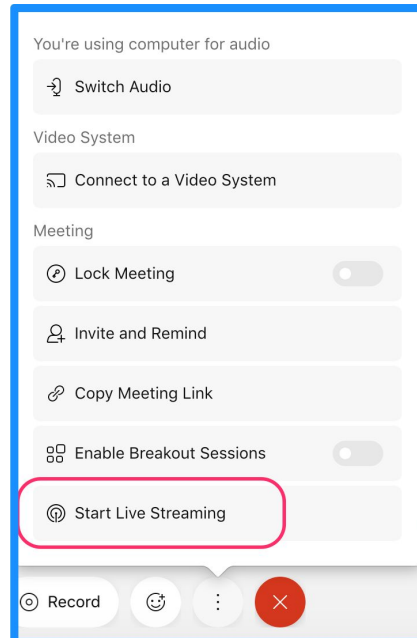 You're using computer for audio
Switch Audio
Video System
Connect to a Video System
Meeting
Lock Meeting
Invite and Remind
Copy Meeting Link
Enable Breakout Sessions
Start Live Streaming
Record